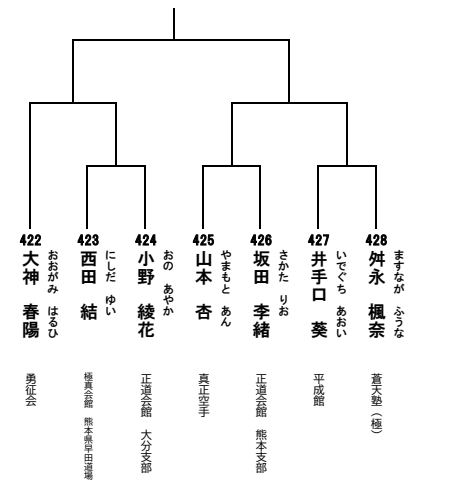 422
大神 春陽
おおがみ はるひ
勇征会
423
西田 結
にしだ ゆい
極真会館 熊本県早田道場
424
小野 綾花
おの あやか
正道会館 大分支部
425
山本 杏
やまもと あん
真正空手
426
坂田 李緒
さかた りお
正道会館 熊本支部
427
井手口 葵
いでぐち あおい
平成館
428
舛永 楓奈
ますなが ふうな
蒼天塾（極）